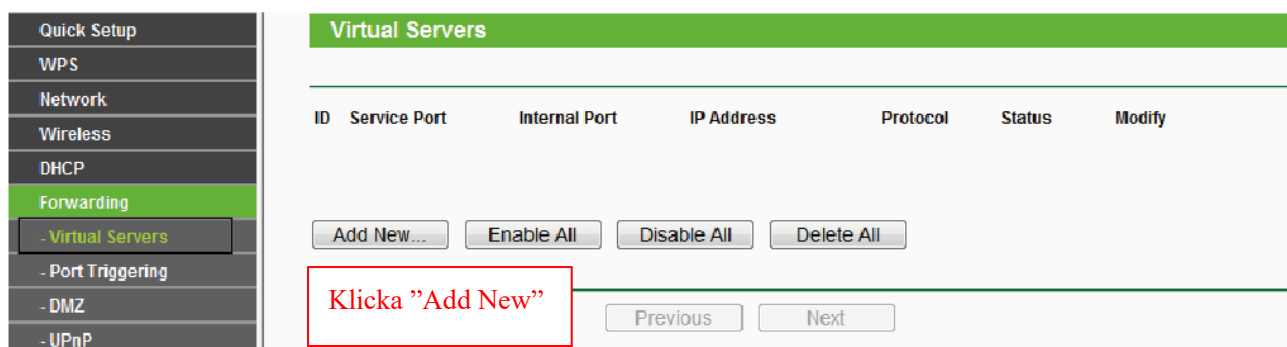 Quick Setup
WPS
Network
Wireless
DHCP
Forwarding
- Virtual Servers
- Port Triggering
- DMZ
- UPnP
Virtual Servers
ID Service Port Internal Port IP Address Protocol Status Modify
Add New... Enable All Disable All Delete All
Klicka ”Add New”
Previous Next